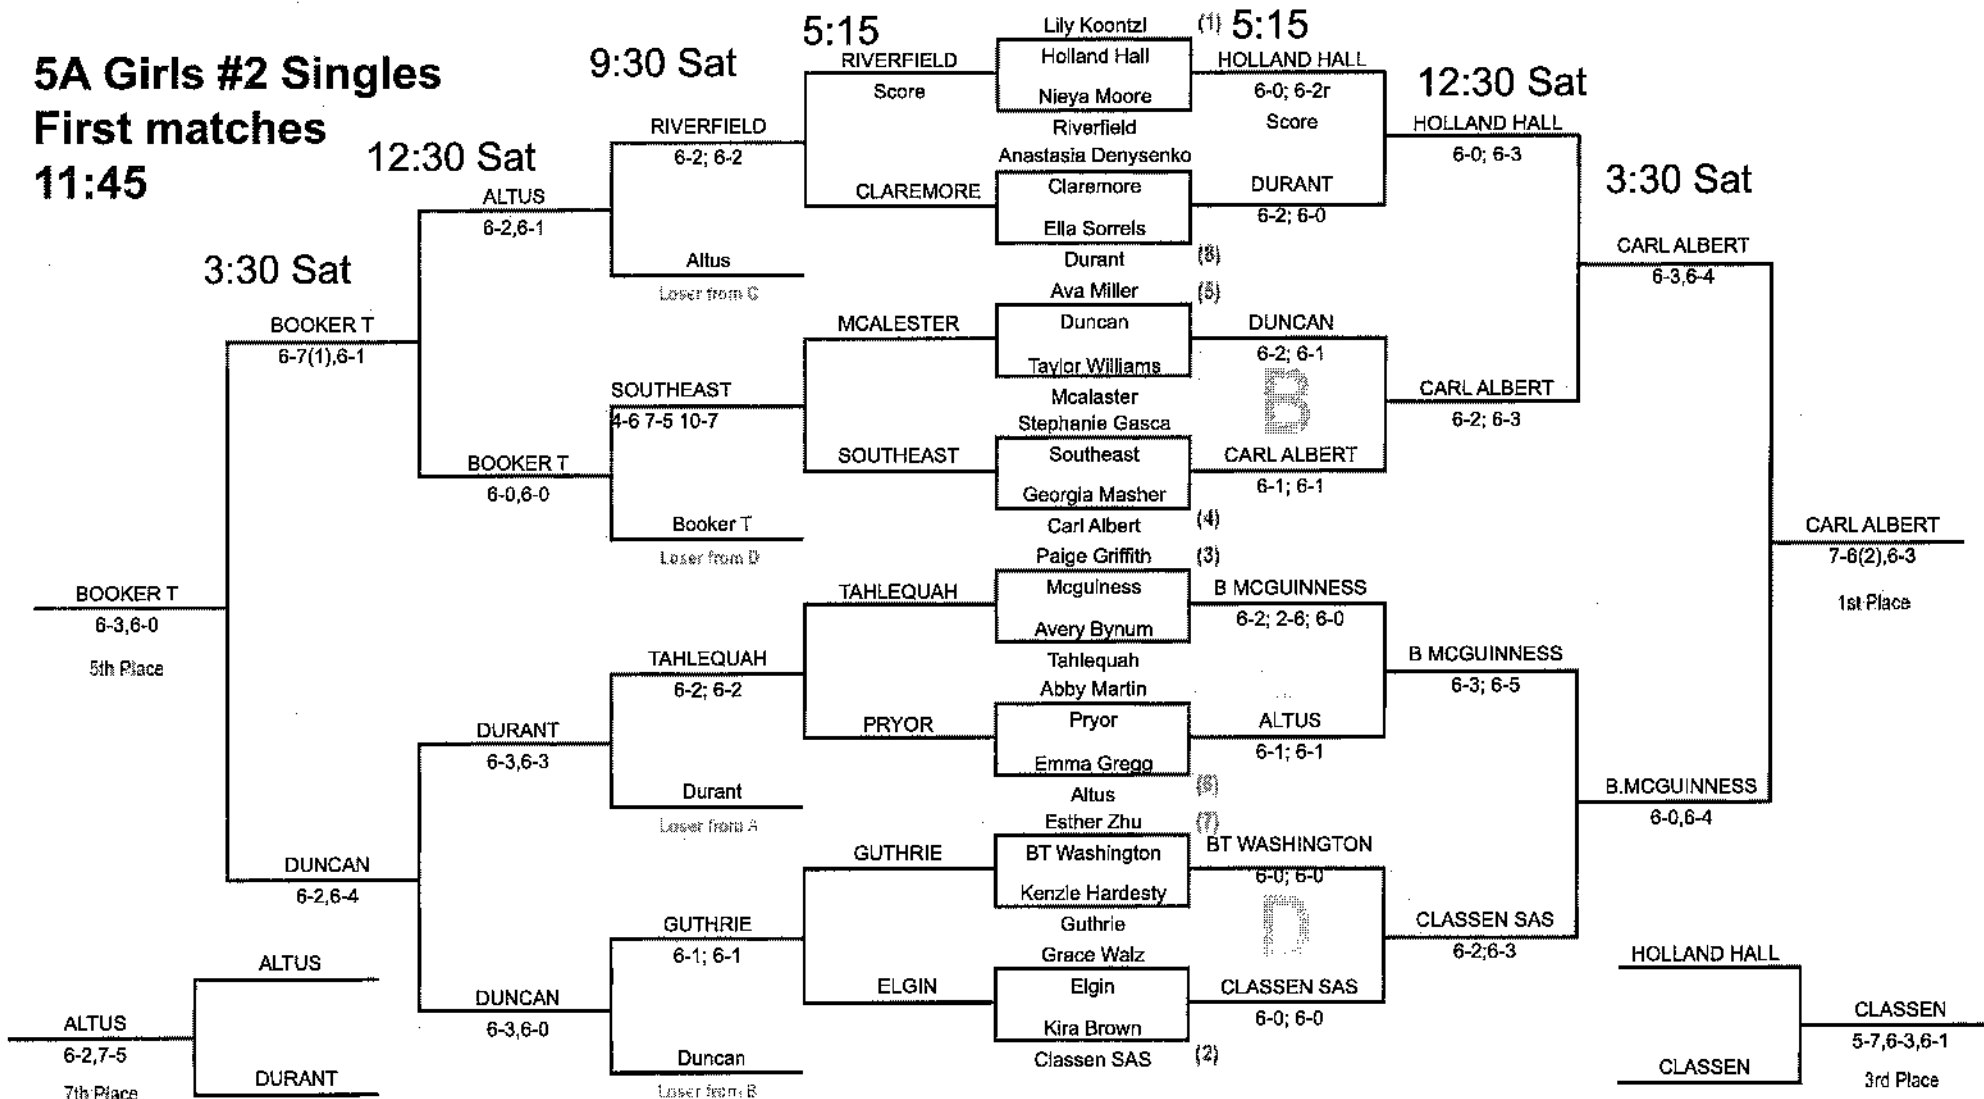 5A Girls #2 Singles
First matches
11:45
3:30 Sat
12:30 Sat
9:30 Sat
5:15
5:15
12:30 Sat
3:30 Sat
BOOKER T
6-3,6-0
5th Place
BOOKER T
6-7(1),6-1
DUNCAN
6-2,6-4
ALTUS
6-2,6-1
BOOKER T
6-0,6-0
DURANT
6-3,6-3
DUNCAN
6-3,6-0
RIVERFIELD
6-2; 6-2
Altus
Loser from C
SOUTHEAST
4-6 7-5 10-7
Booker T
Loser from D
TAHLEQUAH
6-2; 6-2
Durant
Loser from A
GUTHRIE
6-1; 6-1
Duncan
Loser from B
RIVERFIELD
Score
CLAREMORE
MCALESTER
SOUTHEAST
TAHLEQUAH
PRYOR
GUTHRIE
ELGIN
Lily Koontzl (1)
Holland Hall
Nieya Moore
Riverfield
Anastasia Denysenko
Claremore
Ella Sorrels
Durant (8)
Ava Miller (5)
Duncan
Taylor Williams
Mcalaster
Stephanie Gasca
Southeast
Georgia Masher
Carl Albert (4)
Paige Griffith (3)
Mcguiness
Avery Bynum
Tahlequah
Abby Martin
Pryor
Emma Gregg
Altus (6)
Esther Zhu (7)
BT Washington
Kenzle Hardesty
Guthrie
Grace Walz
Elgin
Kira Brown
Classen SAS (2)
HOLLAND HALL
6-0; 6-2r
Score
DURANT
6-2; 6-0
DUNCAN
6-2; 6-1
B
CARL ALBERT
6-1; 6-1
B MCGUINNESS
6-2; 2-6; 6-0
ALTUS
6-1; 6-1
BT WASHINGTON
6-0; 6-0
D
CLASSEN SAS
6-0; 6-0
HOLLAND HALL
6-0; 6-3
CARL ALBERT
6-2; 6-3
B MCGUINNESS
6-3; 6-5
CLASSEN SAS
6-2;6-3
CARL ALBERT
6-3,6-4
B.MCGUINNESS
6-0,6-4
CARL ALBERT
7-6(2),6-3
1st Place
ALTUS
DURANT
ALTUS
6-2,7-5
7th Place
HOLLAND HALL
CLASSEN
CLASSEN
5-7,6-3,6-1
3rd Place